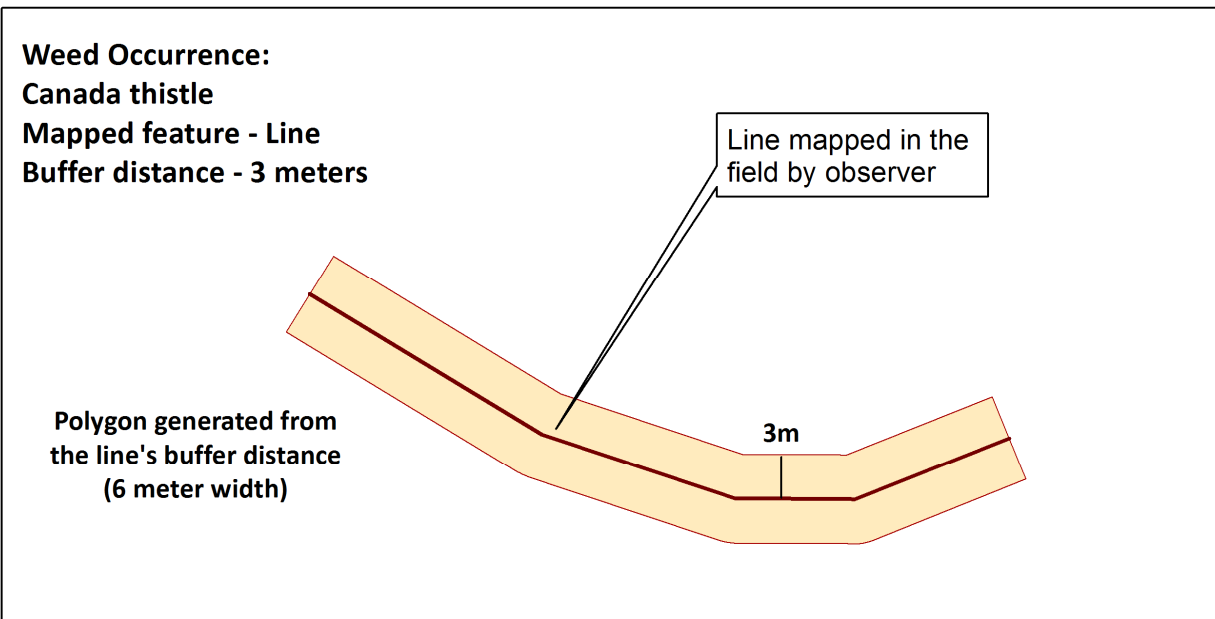 Weed Occurrence:
Canada thistle
Mapped feature - Line
Buffer distance - 3 meters
Line mapped in the
field by observer
3m
Polygon generated from
the line's buffer distance
(6 meter width)